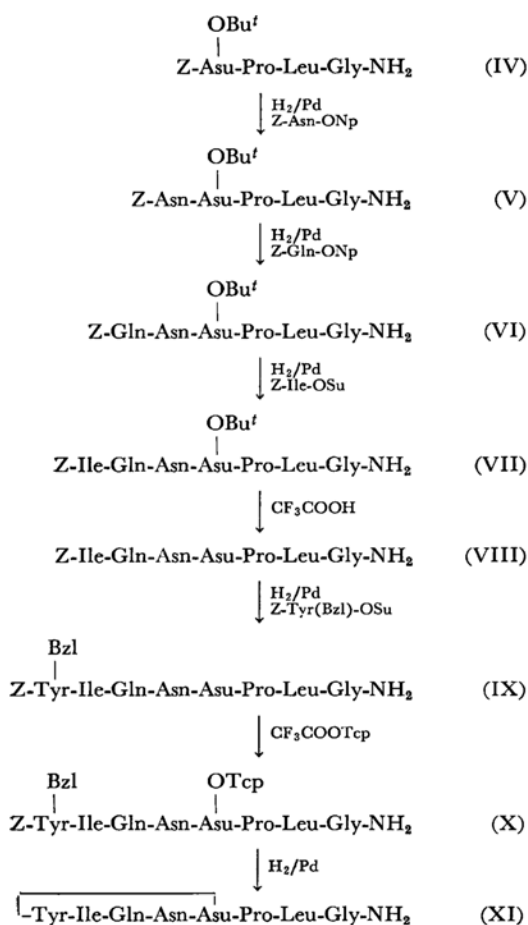 OBuᵗ
Z-Asu-Pro-Leu-Gly-NH₂ (IV)
H₂/Pd
Z-Asn-ONp
OBuᵗ
Z-Asn-Asu-Pro-Leu-Gly-NH₂ (V)
H₂/Pd
Z-Gln-ONp
OBuᵗ
Z-Gln-Asn-Asu-Pro-Leu-Gly-NH₂ (VI)
H₂/Pd
Z-Ile-OSu
OBuᵗ
Z-Ile-Gln-Asn-Asu-Pro-Leu-Gly-NH₂ (VII)
CF₃COOH
Z-Ile-Gln-Asn-Asu-Pro-Leu-Gly-NH₂ (VIII)
H₂/Pd
Z-Tyr(Bzl)-OSu
Bzl
Z-Tyr-Ile-Gln-Asn-Asu-Pro-Leu-Gly-NH₂ (IX)
CF₃COOTcp
Bzl OTcp
Z-Tyr-Ile-Gln-Asn-Asu-Pro-Leu-Gly-NH₂ (X)
H₂/Pd
-Tyr-Ile-Gln-Asn-Asu-Pro-Leu-Gly-NH₂ (XI)